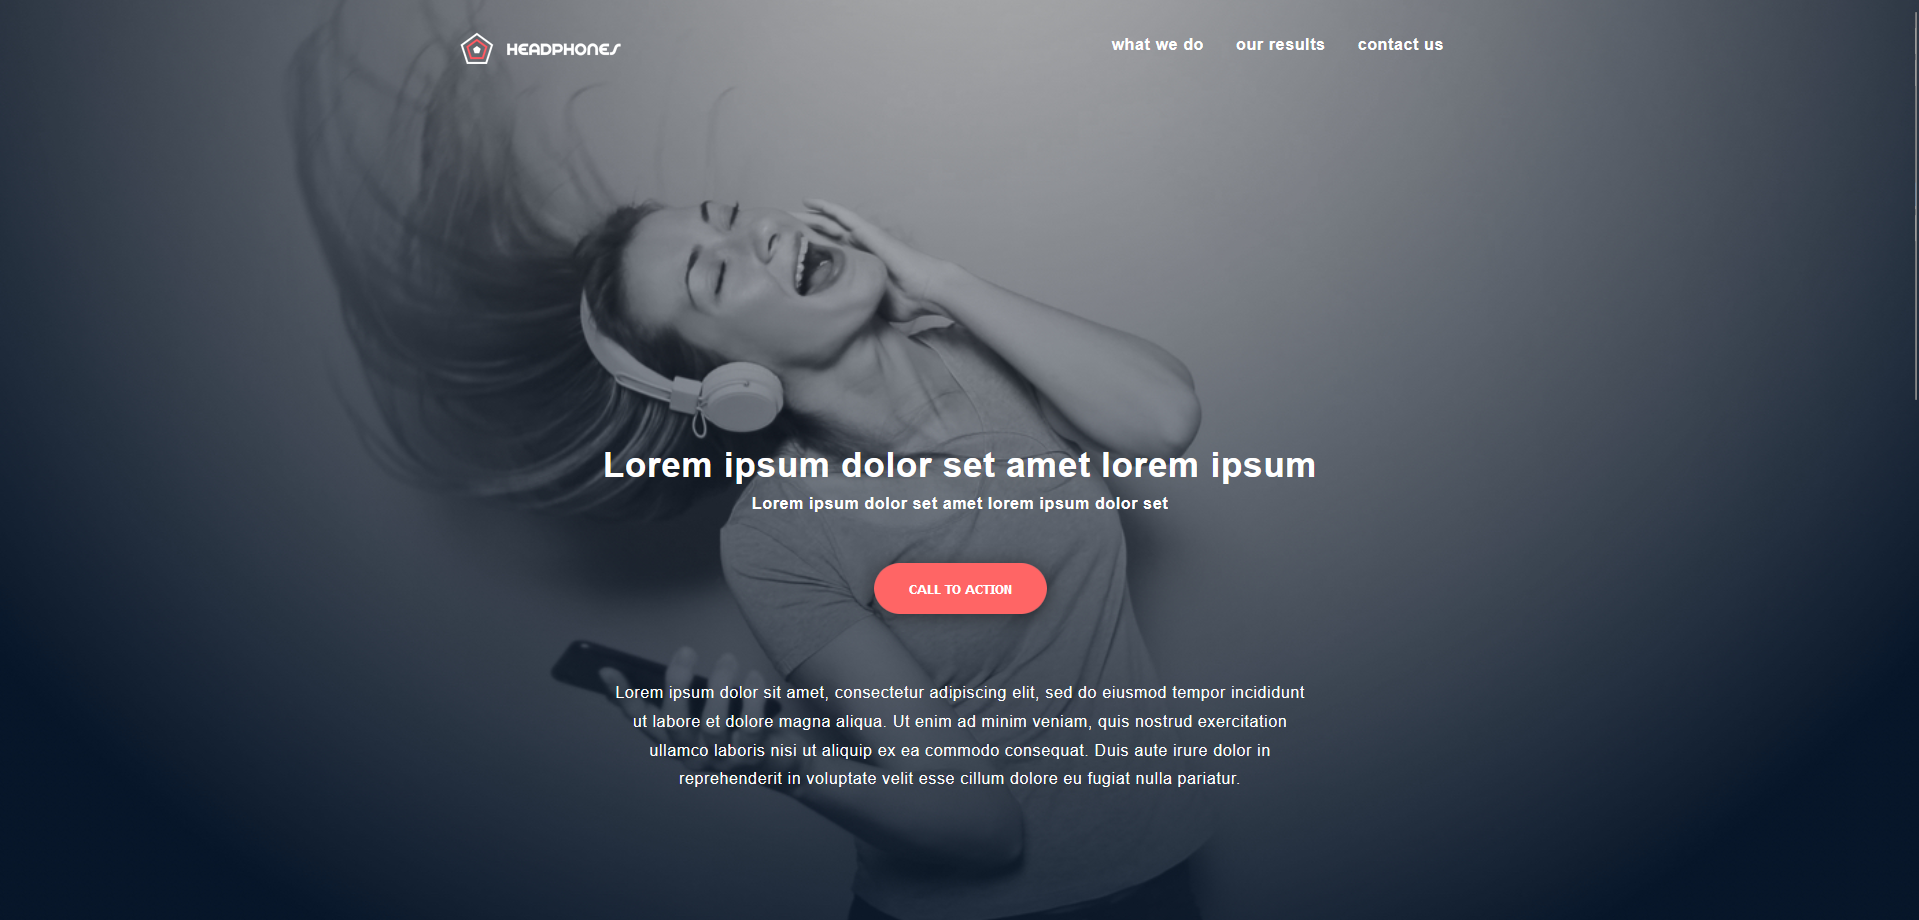 HEADPHONES
what we do our results contact us
Lorem ipsum dolor set amet lorem ipsum
Lorem ipsum dolor set amet lorem ipsum dolor set
CALL TO ACTION
Lorem ipsum dolor sit amet, consectetur adipiscing elit, sed do eiusmod tempor incididunt
ut labore et dolore magna aliqua. Ut enim ad minim veniam, quis nostrud exercitation
ullamco laboris nisi ut aliquip ex ea commodo consequat. Duis aute irure dolor in
reprehenderit in voluptate velit esse cillum dolore eu fugiat nulla pariatur.